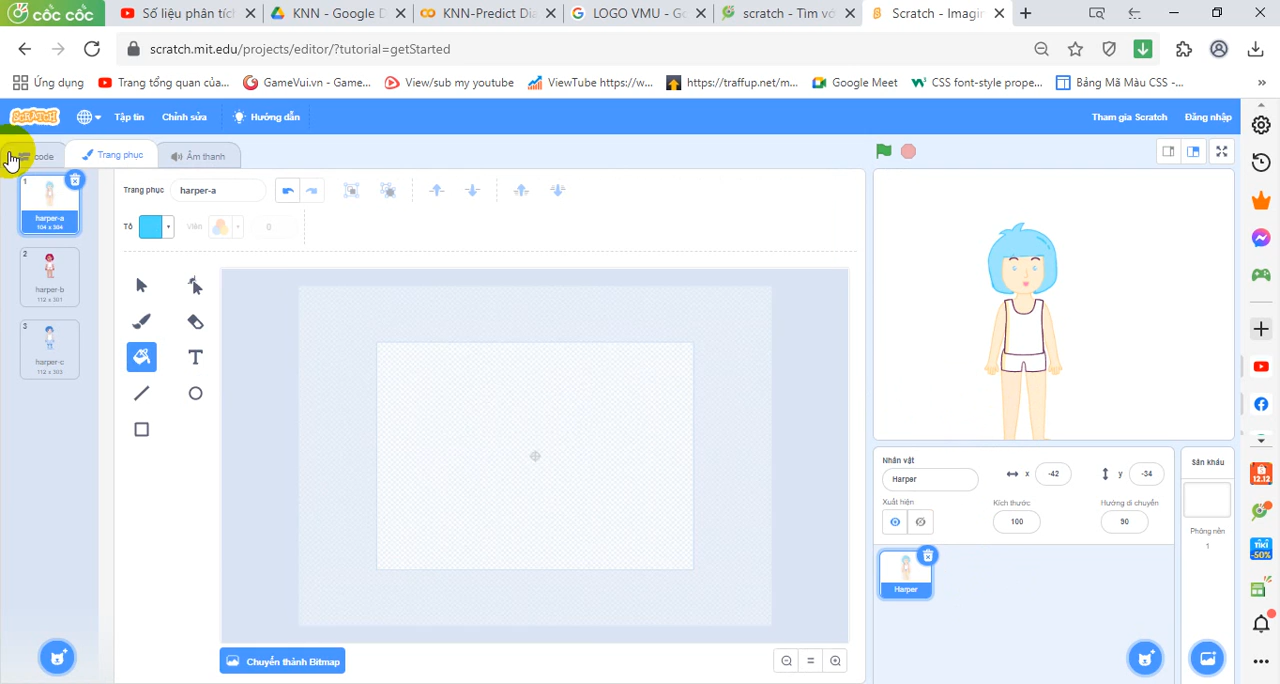 cốc cốc
Số liệu phân tích
KNN - Google D
KNN-Predict Dia
LOGO VMU - Go
scratch - Tìm vớ
Scratch - Imagin
scratch.mit.edu/projects/editor/?tutorial=getStarted
Ứng dụng
Trang tổng quan của...
GameVui.vn - Game...
View/sub my youtube
ViewTube https://w...
https://traffup.net/m...
Google Meet
CSS font-style prope...
Bảng Mã Màu CSS -...
»
SCRATCH
Tập tin
Chỉnh sửa
Hướng dẫn
Tham gia Scratch
Đăng nhập
code
Trang phục
Âm thanh
1
harper-a
104 x 304
2
harper-b
112 x 301
3
harper-c
112 x 303
Trang phục
harper-a
Tô
Viền
0
T
Chuyển thành Bitmap
Nhân vật
Harper
x
-42
y
-34
Xuất hiện
Kích thước
100
Hướng di chuyển
90
Harper
Sân khấu
Phông nền
1
12.12
TIKI
-50%